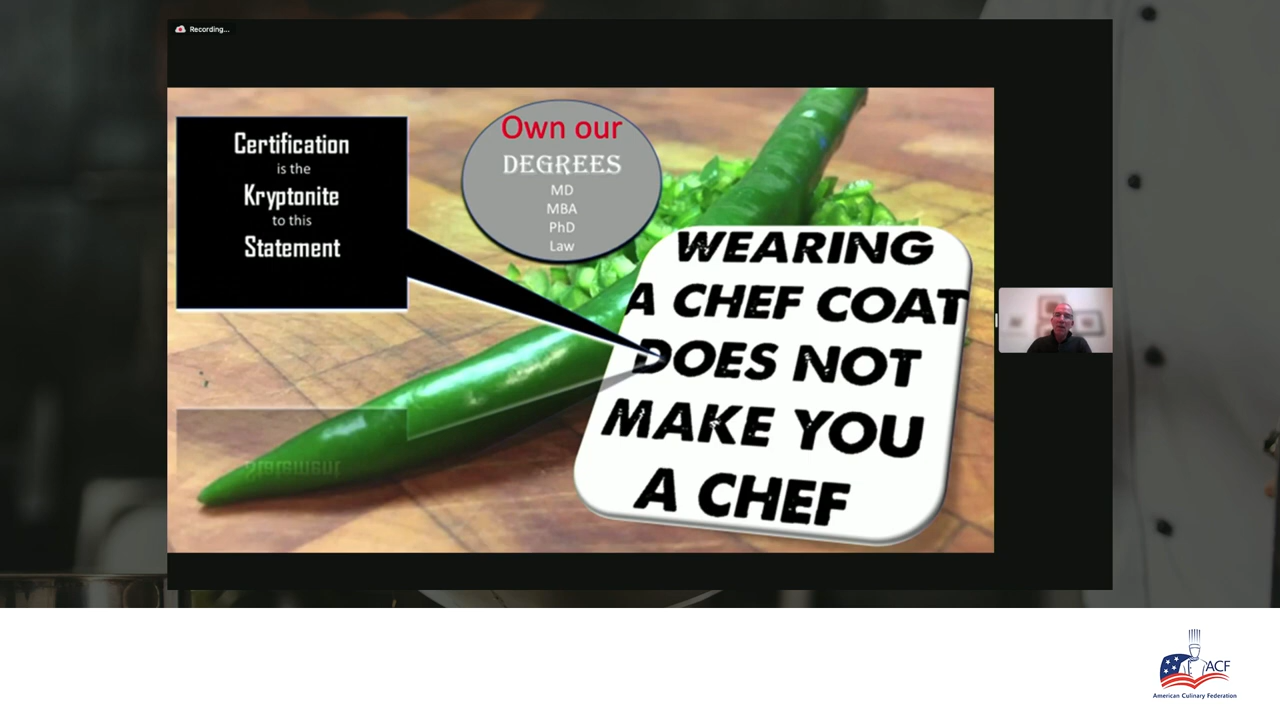 Recording...
Certification
is the
Kryptonite
to this
Statement
Own our
DEGREES
MD
MBA
PhD
Law
WEARING
A CHEF COAT
DOES NOT
MAKE YOU
A CHEF
Statement
ACF
American Culinary Federation